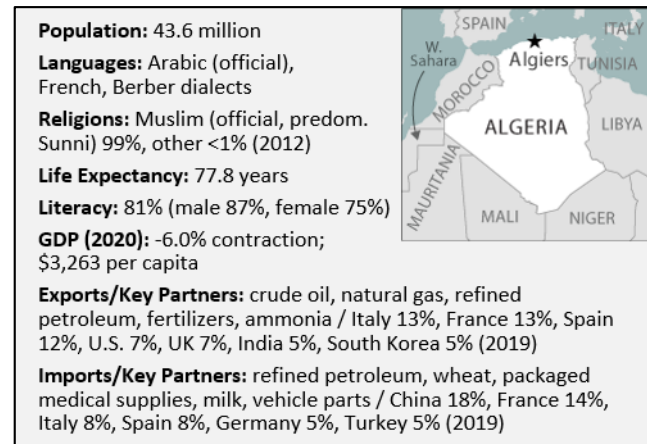 Population: 43.6 million
Languages: Arabic (official),
French, Berber dialects
Religions: Muslim (official, predom.
Sunni) 99%, other <1% (2012)
Life Expectancy: 77.8 years
Literacy: 81% (male 87%, female 75%)
GDP (2020): -6.0% contraction;
$3,263 per capita
Exports/Key Partners: crude oil, natural gas, refined
petroleum, fertilizers, ammonia / Italy 13%, France 13%, Spain
12%, U.S. 7%, UK 7%, India 5%, South Korea 5% (2019)
Imports/Key Partners: refined petroleum, wheat, packaged
medical supplies, milk, vehicle parts / China 18%, France 14%,
Italy 8%, Spain 8%, Germany 5%, Turkey 5% (2019)
SPAIN
ITALY
W.
Sahara
Algiers
TUNISIA
MOROCCO
ALGERIA
LIBYA
MAURITANIA
MALI
NIGER